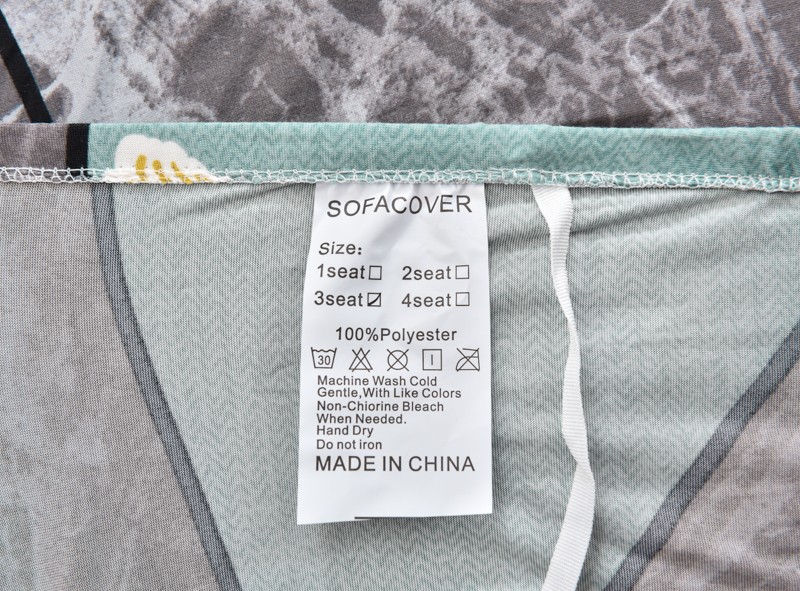 SOFACOVER
Size:
1seat☐ 2seat☐
3seat☑ 4seat☐
100%Polyester
30
Machine Wash Cold
Gentle,With Like Colors
Non-Chiorine Bleach
When Needed.
Hand Dry
Do not iron
MADE IN CHINA